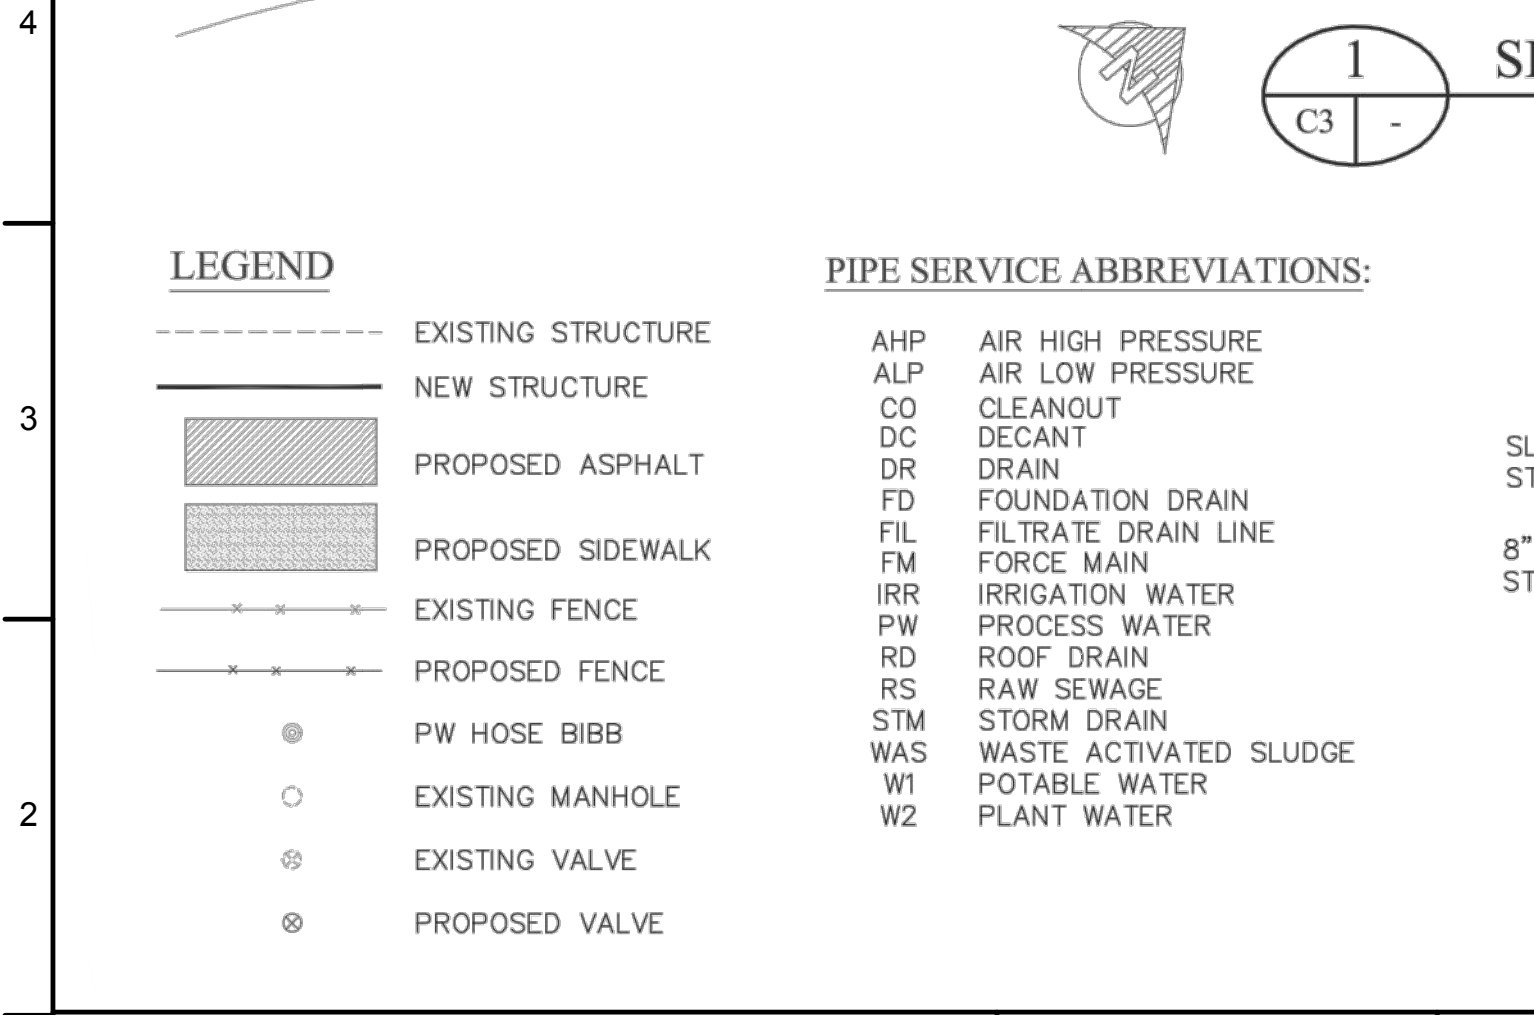 4
N
1
C3
-
LEGEND
EXISTING STRUCTURE
NEW STRUCTURE
PROPOSED ASPHALT
PROPOSED SIDEWALK
EXISTING FENCE
PROPOSED FENCE
PW HOSE BIBB
EXISTING MANHOLE
EXISTING VALVE
PROPOSED VALVE
3
2
PIPE SERVICE ABBREVIATIONS:
AHP AIR HIGH PRESSURE
ALP AIR LOW PRESSURE
CO CLEANOUT
DC DECANT
DR DRAIN
FD FOUNDATION DRAIN
FIL FILTRATE DRAIN LINE
FM FORCE MAIN
IRR IRRIGATION WATER
PW PROCESS WATER
RD ROOF DRAIN
RS RAW SEWAGE
STM STORM DRAIN
WAS WASTE ACTIVATED SLUDGE
W1 POTABLE WATER
W2 PLANT WATER
SL
ST
8”
ST